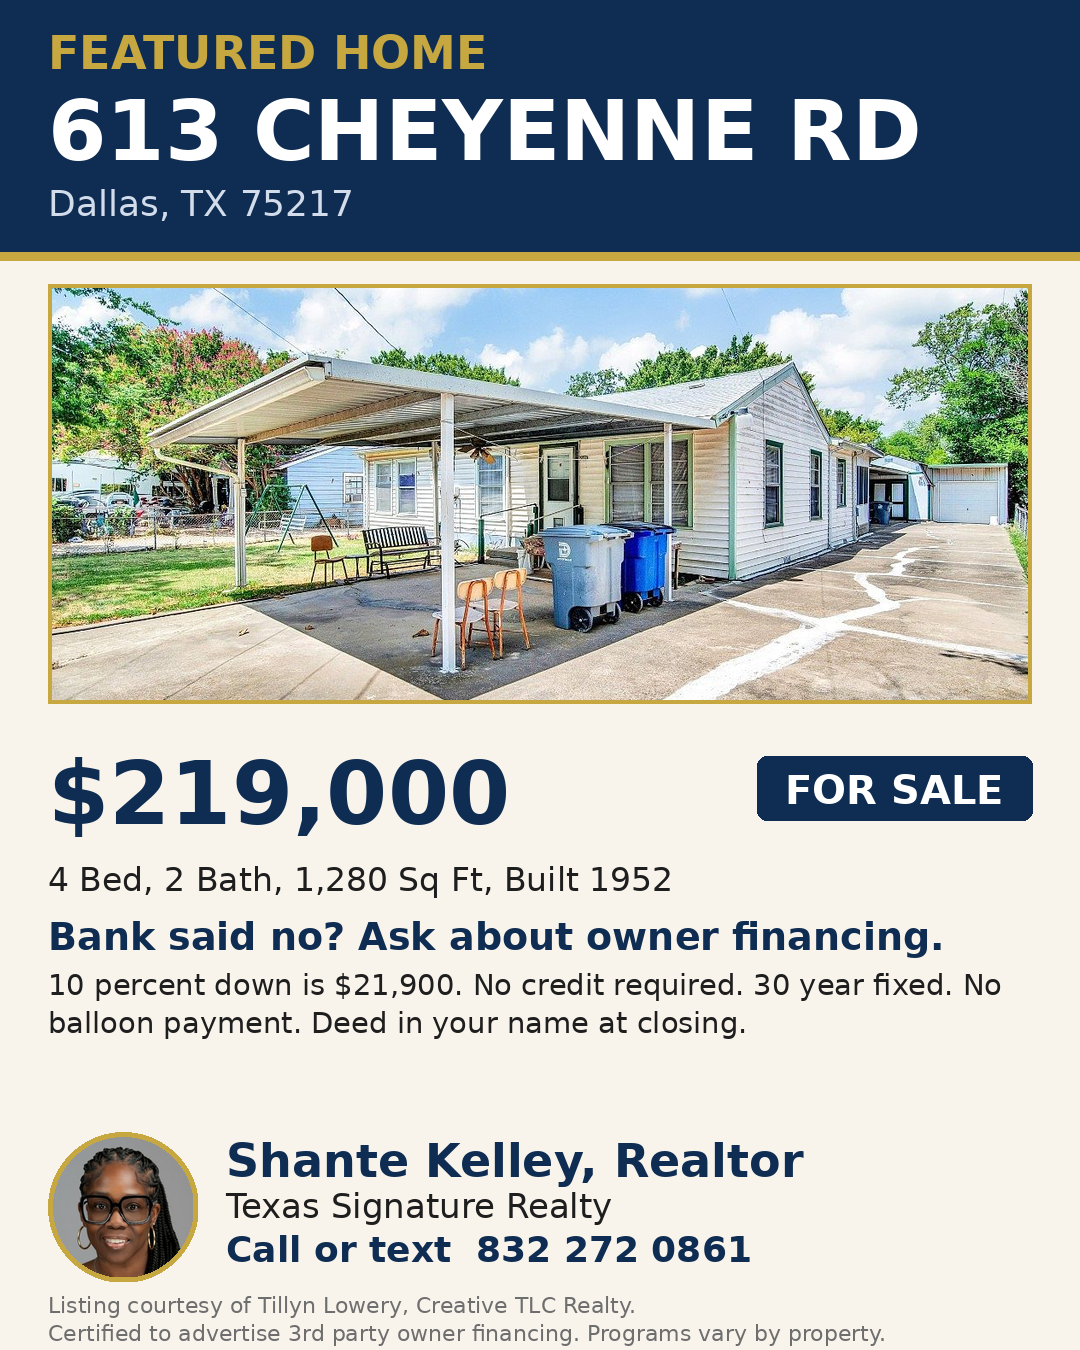 FEATURED HOME
613 CHEYENNE RD
Dallas, TX 75217
$219,000
FOR SALE
4 Bed, 2 Bath, 1,280 Sq Ft, Built 1952
Bank said no? Ask about owner financing.
10 percent down is $21,900. No credit required. 30 year fixed. No
balloon payment. Deed in your name at closing.
Shante Kelley, Realtor
Texas Signature Realty
Call or text 832 272 0861
Listing courtesy of Tillyn Lowery, Creative TLC Realty.
Certified to advertise 3rd party owner financing. Programs vary by property.